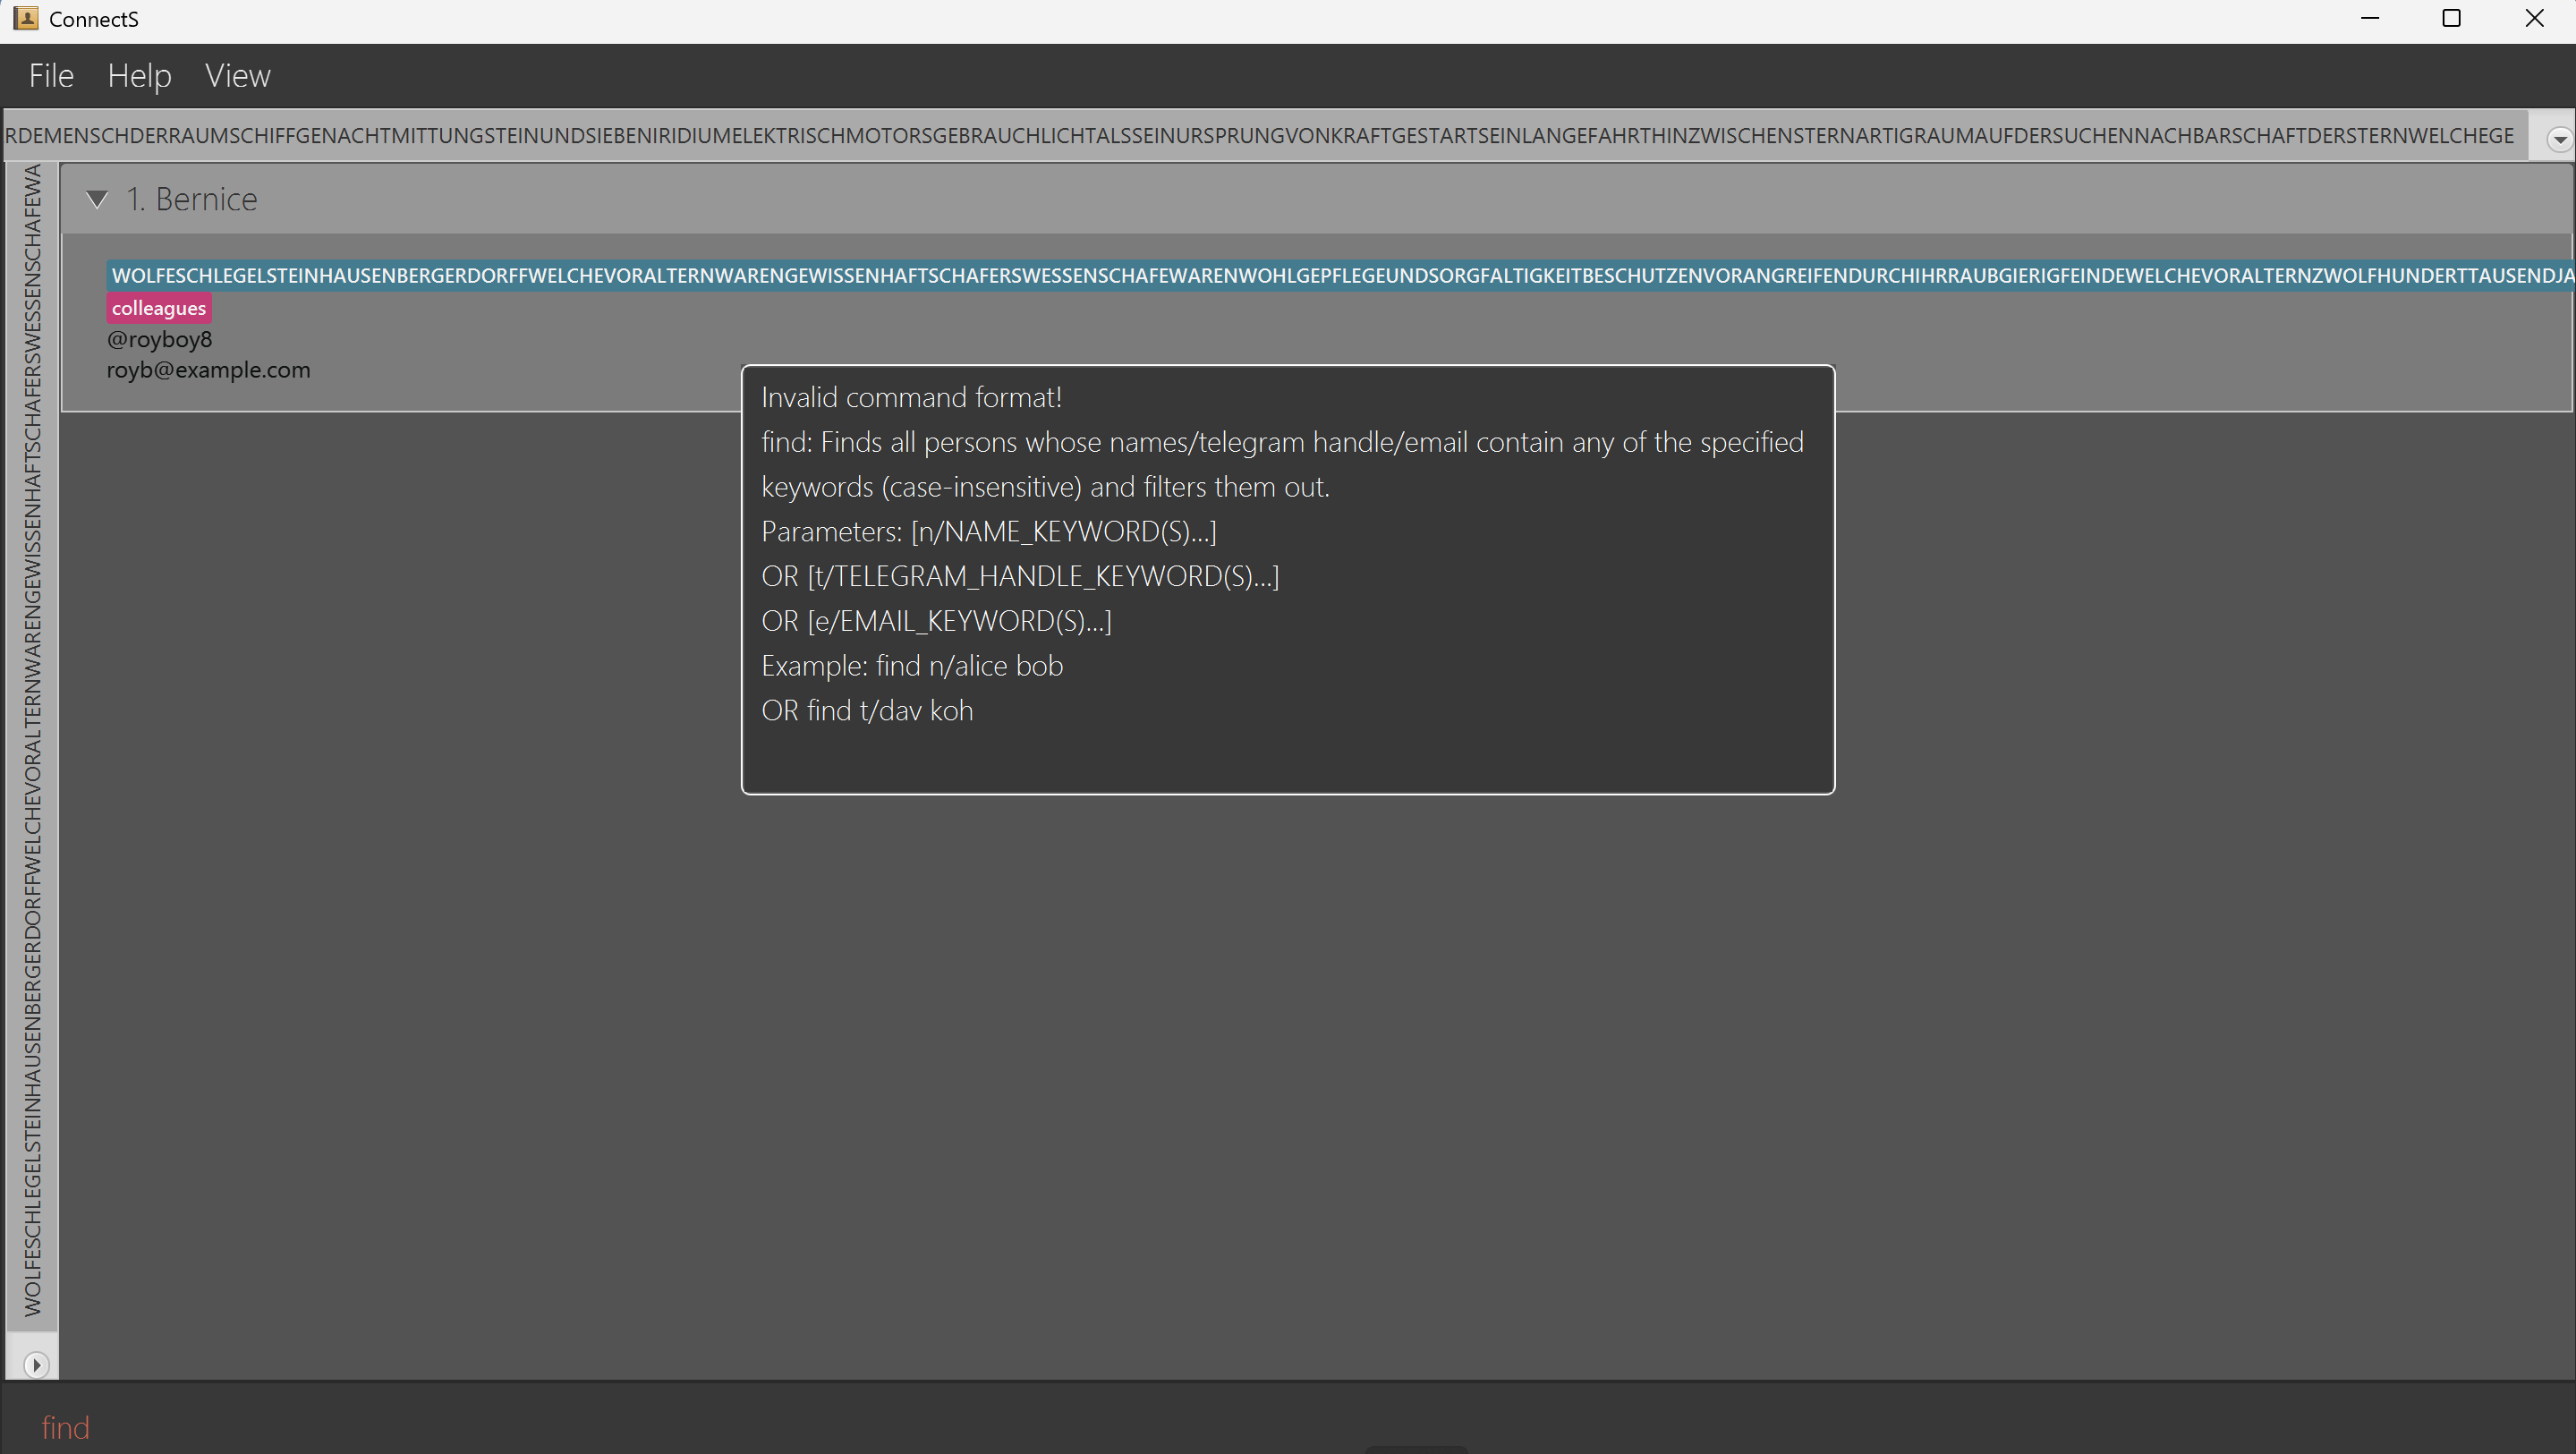 ConnectS
File Help View
RDEMENSCHDERRAUMSCHIFFGENACHTMITTUNGSTEINUNDSIEBENIRIDIUMELEKTRISCHMOTORSGEBRAUCHLICHTALSSEINURSPRUNGVONKRAFTGESTARTSEINLANGEFAHRTHINZWISCHENSTERNARTIGRAUMAUFDERSUCHENNACHBARSCHAFTDERSTERNWELCHEGE
WOLFESCHLEGELSTEINHAUSENBERGERDORFFWELCHEVORALTERNWARENGEWISSENHAFTSCHAFERSWESSENSCHAFEWA
1. Bernice
WOLFESCHLEGELSTEINHAUSENBERGERDORFFWELCHEVORALTERNWARENGEWISSENHAFTSCHAFERSWESSENSCHAFEWARENWOHLGEPFLEGEUNDSORGFALTIGKEITBESCHUTZENVORANGREIFENDURCHIHRRAUBGIERIGFEINDEWELCHEVORALTERNZWOLFHUNDERTTAUSENDJA
colleagues
@royboy8
royb@example.com
Invalid command format!
find: Finds all persons whose names/telegram handle/email contain any of the specified
keywords (case-insensitive) and filters them out.
Parameters: [n/NAME_KEYWORD(S)...]
OR [t/TELEGRAM_HANDLE_KEYWORD(S)...]
OR [e/EMAIL_KEYWORD(S)...]
Example: find n/alice bob
OR find t/dav koh
find